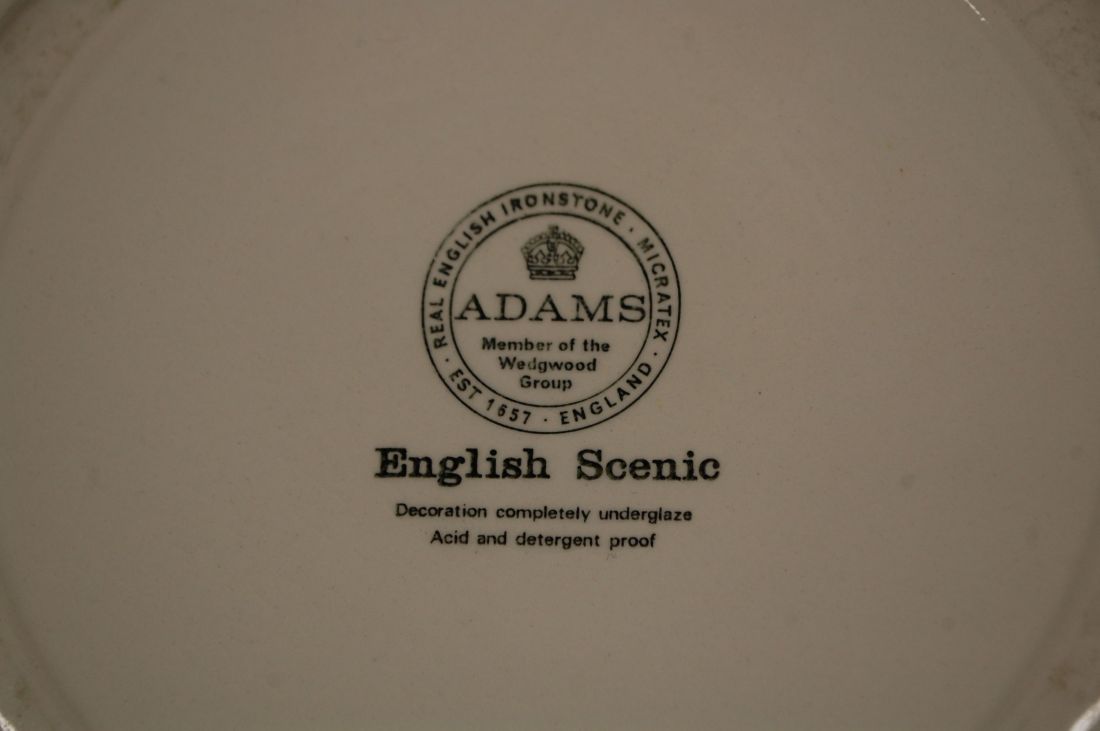 REAL ENGLISH IRONSTONE · MICRATEX ·
ADAMS
Member of the
Wedgwood
Group
· EST 1657 · ENGLAND
English Scenic
Decoration completely underglaze
Acid and detergent proof